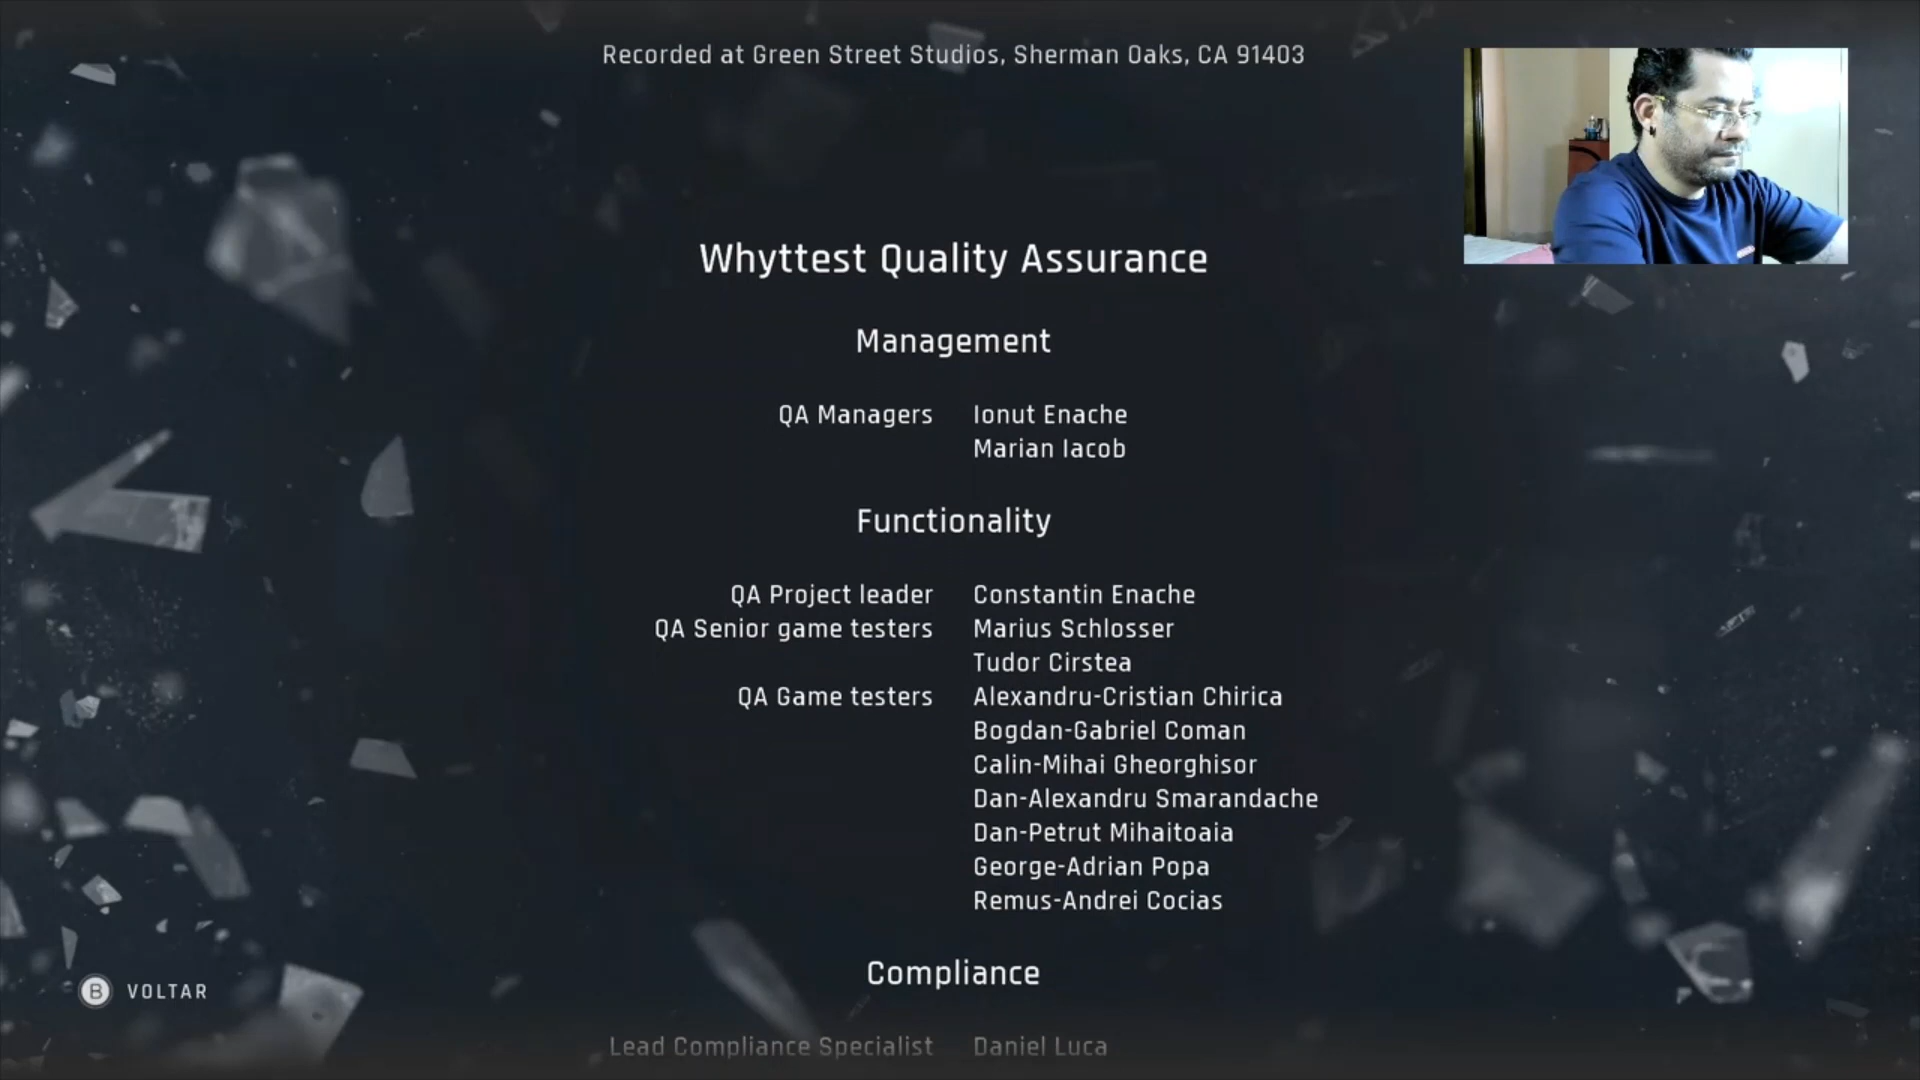 Recorded at Green Street Studios, Sherman Oaks, CA 91403
Whyttest Quality Assurance
Management
QA Managers Ionut Enache
Marian Iacob
Functionality
QA Project leader Constantin Enache
QA Senior game testers Marius Schlosser
Tudor Cirstea
QA Game testers Alexandru-Cristian Chirica
Bogdan-Gabriel Coman
Calin-Mihai Gheorghisor
Dan-Alexandru Smarandache
Dan-Petrut Mihaitoaia
George-Adrian Popa
Remus-Andrei Cocias
Compliance
B VOLTAR
Lead Compliance Specialist Daniel Luca